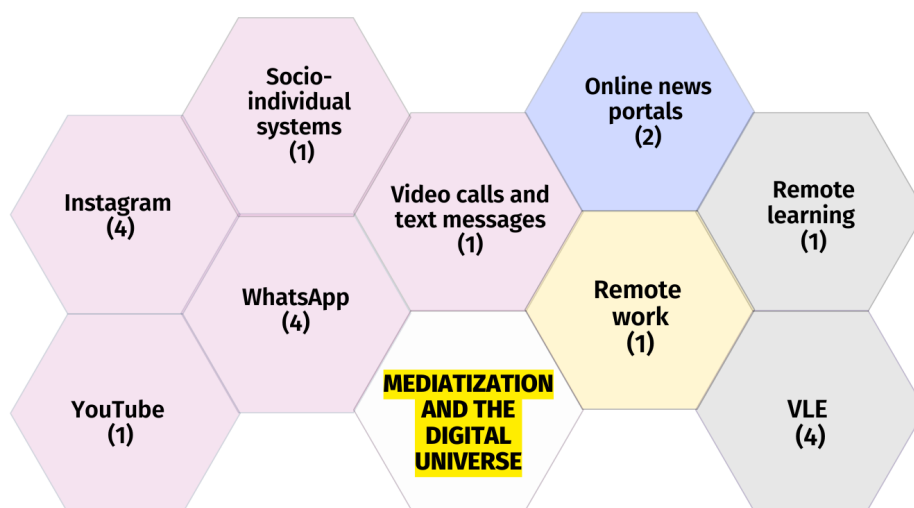 Socio-
individual
systems
(1)
Online news
portals
(2)
Instagram
(4)
Video calls and
text messages
(1)
Remote
learning
(1)
WhatsApp
(4)
Remote
work
(1)
YouTube
(1)
MEDIATIZATION
AND THE
DIGITAL
UNIVERSE
VLE
(4)